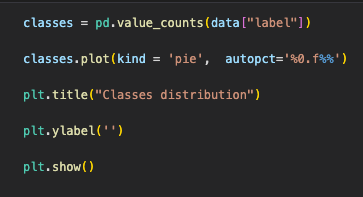 classes = pd.value_counts(data["label"])
classes.plot(kind = 'pie',  autopct='%0.f%%')
plt.title("Classes distribution")
plt.ylabel('')
plt.show()